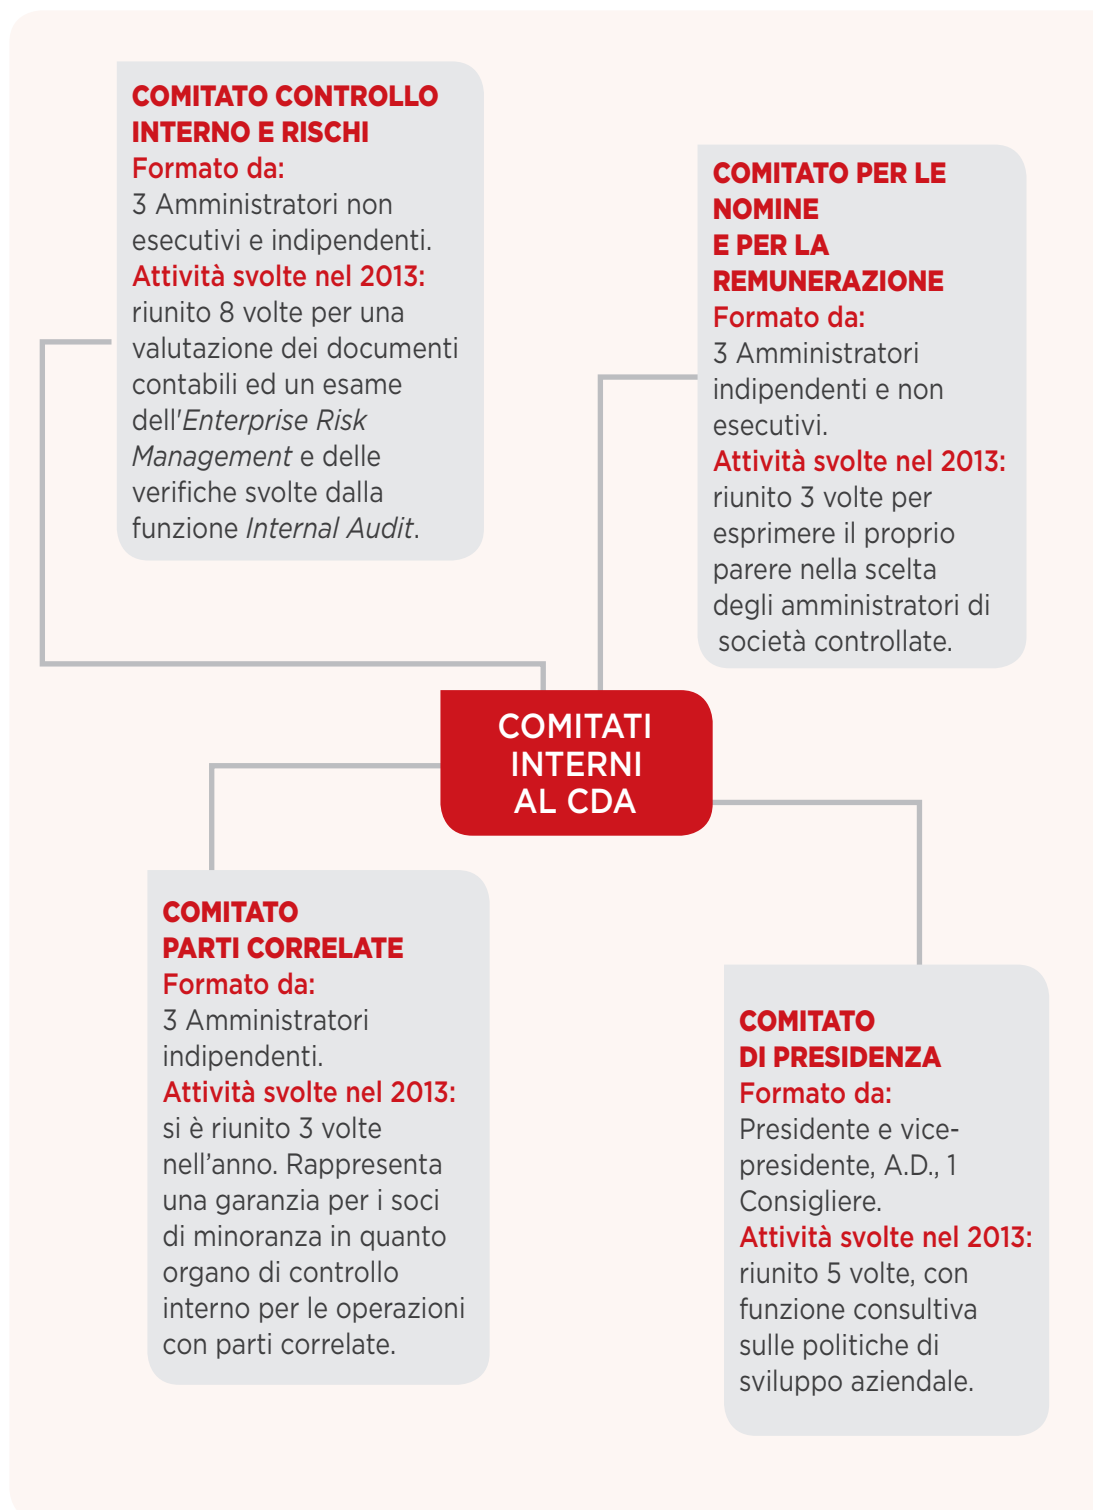 COMITATO CONTROLLO
INTERNO E RISCHI
Formato da:
3 Amministratori non
esecutivi e indipendenti.
Attività svolte nel 2013:
riunito 8 volte per una
valutazione dei documenti
contabili ed un esame
dell'Enterprise Risk
Management e delle
verifiche svolte dalla
funzione Internal Audit.
COMITATO PER LE
NOMINE
E PER LA
REMUNERAZIONE
Formato da:
3 Amministratori
indipendenti e non
esecutivi.
Attività svolte nel 2013:
riunito 3 volte per
esprimere il proprio
parere nella scelta
degli amministratori di
società controllate.
COMITATI
INTERNI
AL CDA
COMITATO
PARTI CORRELATE
Formato da:
3 Amministratori
indipendenti.
Attività svolte nel 2013:
si è riunito 3 volte
nell’anno. Rappresenta
una garanzia per i soci
di minoranza in quanto
organo di controllo
interno per le operazioni
con parti correlate.
COMITATO
DI PRESIDENZA
Formato da:
Presidente e vice-
presidente, A.D., 1
Consigliere.
Attività svolte nel 2013:
riunito 5 volte, con
funzione consultiva
sulle politiche di
sviluppo aziendale.